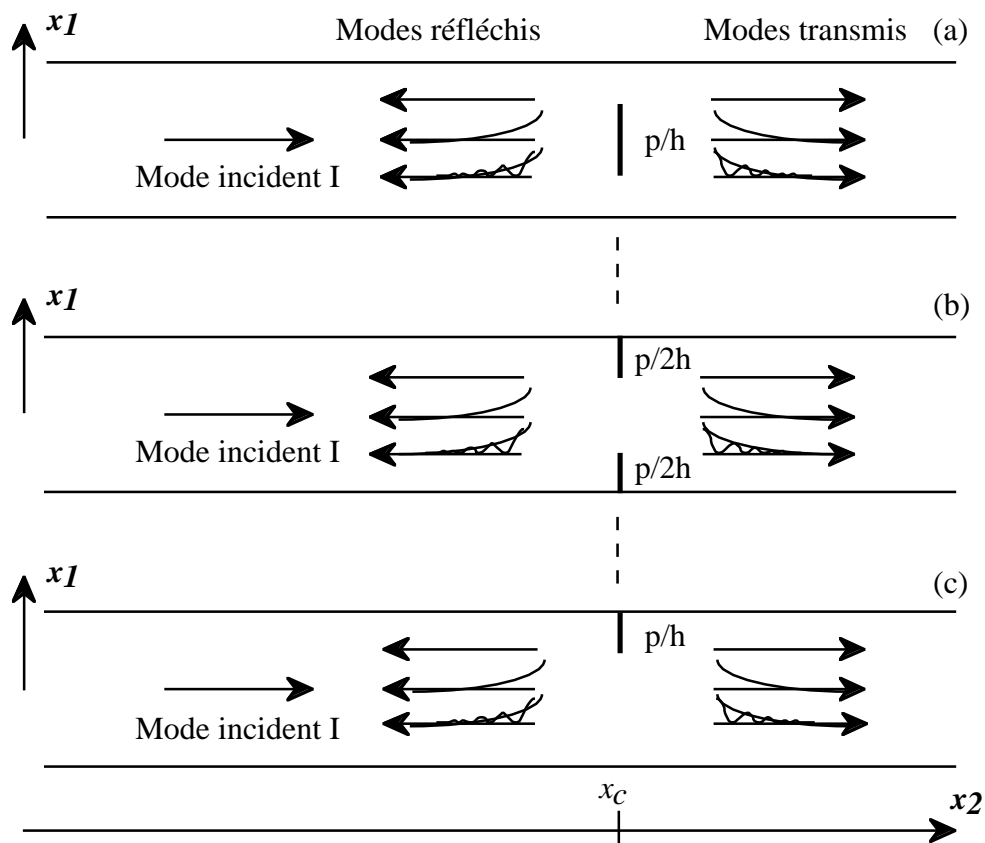 x1
Modes réfléchis Modes transmis (a)
p/h
Mode incident I
x1
(b)
p/2h
Mode incident I
p/2h
x1
(c)
p/h
Mode incident I
xc
x2